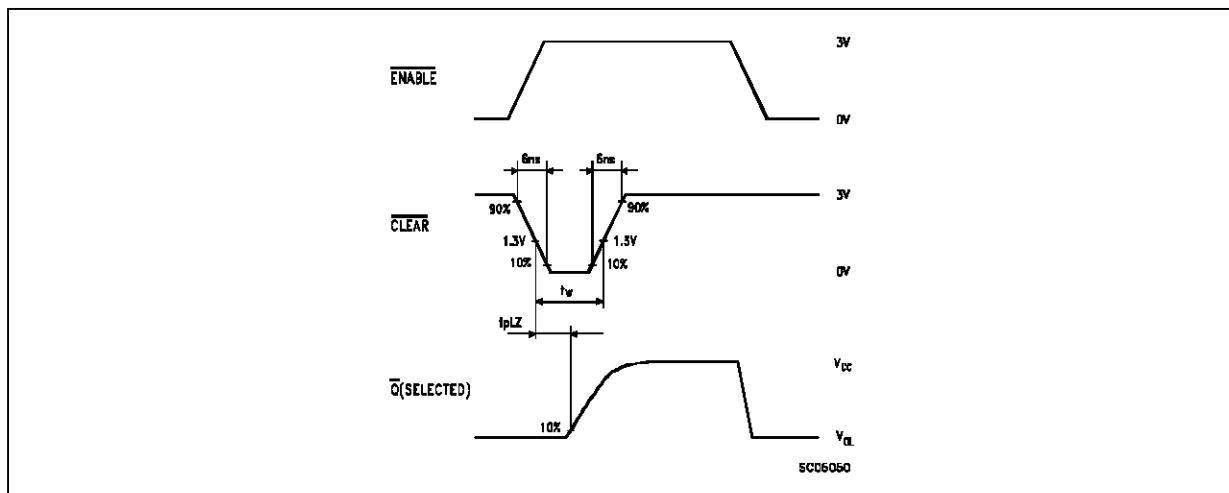 3V
ENABLE
0V
6ns 6ns
3V
90% 90%
CLEAR
1.3V 1.3V
10% 10%
0V
tw
tpLZ
VCC
Q(SELECTED)
10%
VOL
SC05050